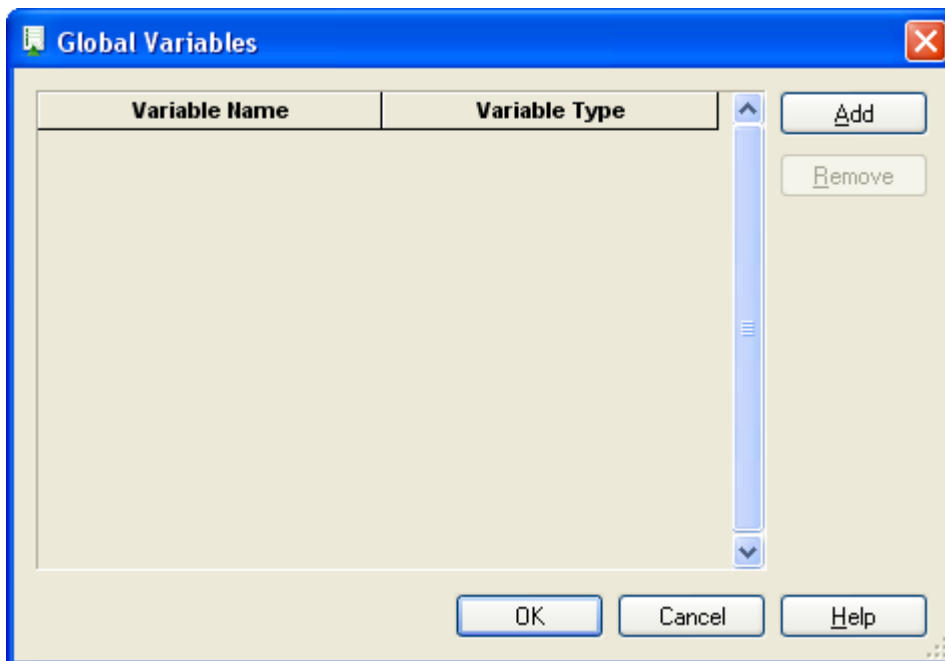 Global Variables
Variable Name Variable Type
Add
Remove
OK Cancel Help